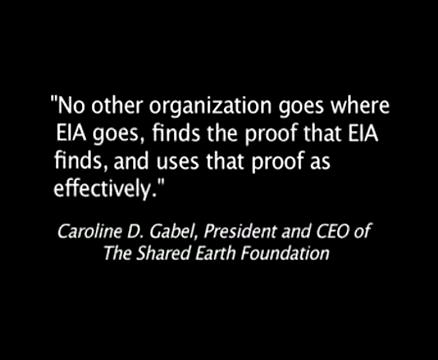 "No other organization goes where
EIA goes, finds the proof that EIA
finds, and uses that proof as
effectively."
Caroline D. Gabel, President and CEO of
The Shared Earth Foundation